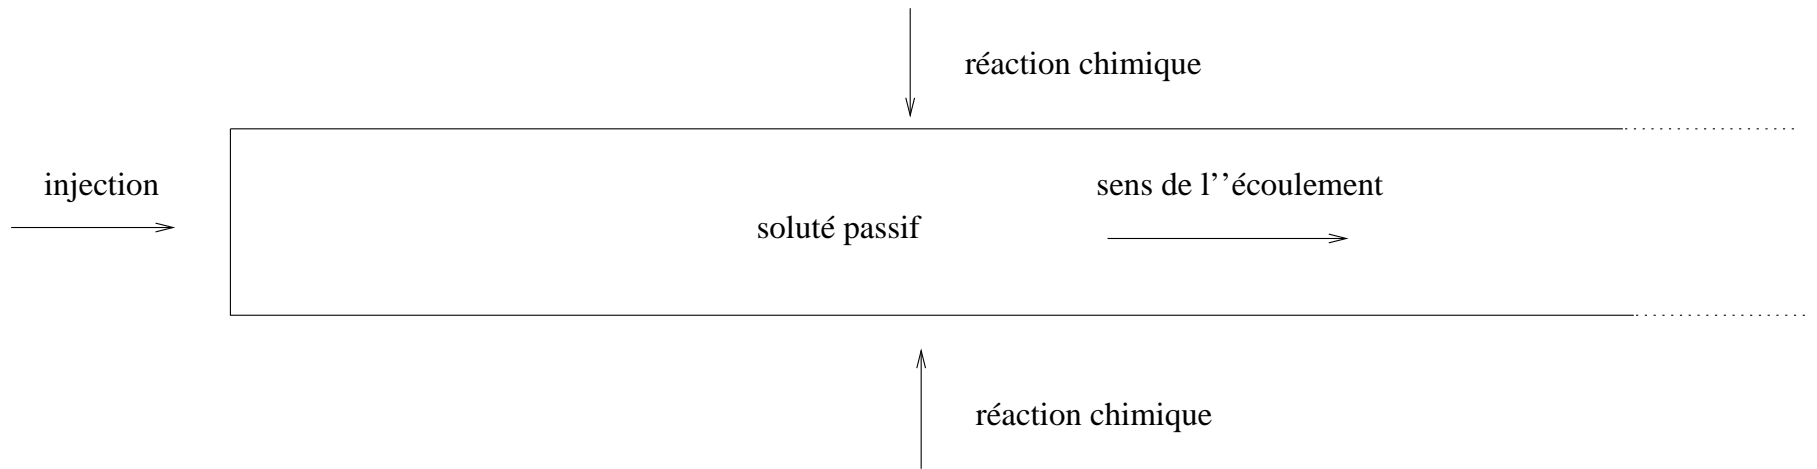 réaction chimique
injection
sens de l''écoulement
soluté passif
réaction chimique